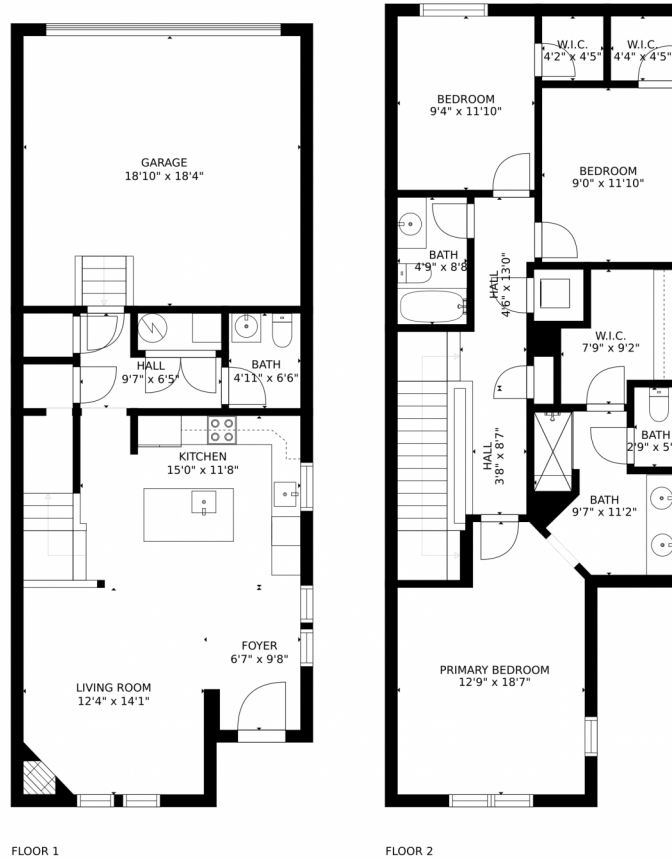 GARAGE
18'10" x 18'4"
HALL
9'7" x 6'5"
BATH
4'11" x 6'6"
KITCHEN
15'0" x 11'8"
FOYER
6'7" x 9'8"
LIVING ROOM
12'4" x 14'1"
FLOOR 1
W.I.C.
4'2" x 4'5"
W.I.C.
4'4" x 4'5"
BEDROOM
9'4" x 11'10"
BEDROOM
9'0" x 11'10"
BATH
4'9" x 8'8
HALL
4'6" x 13'0"
W.I.C.
7'9" x 9'2"
HALL
3'8" x 8'7"
BATH
2'9" x 5'
BATH
9'7" x 11'2"
PRIMARY BEDROOM
12'9" x 18'7"
FLOOR 2